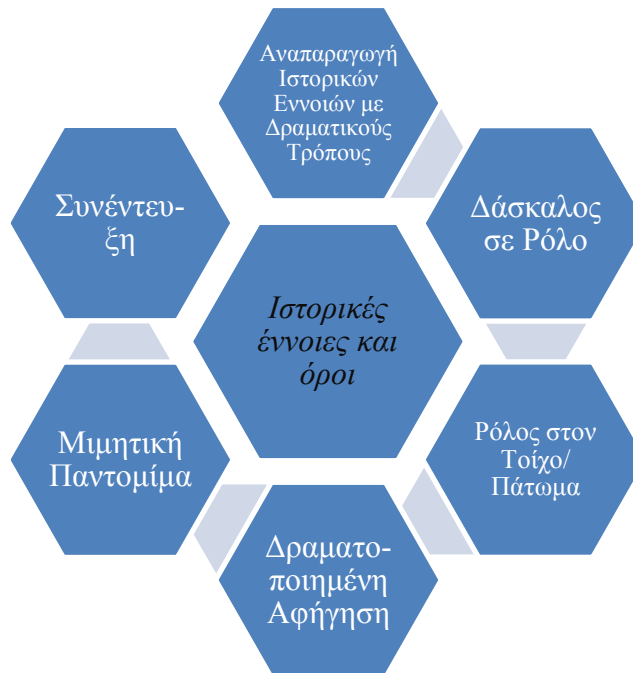 Αναπαραγωγή
Ιστορικών
Εννοιών με
Δραματικούς
Τρόπους
Δάσκαλος
σε Ρόλο
Ρόλος στον
Τοίχο/
Πάτωμα
Δραματο-
ποιημένη
Αφήγηση
Μιμητική
Παντομίμα
Συνέντευ-
ξη
Ιστορικές
έννοιες και
όροι